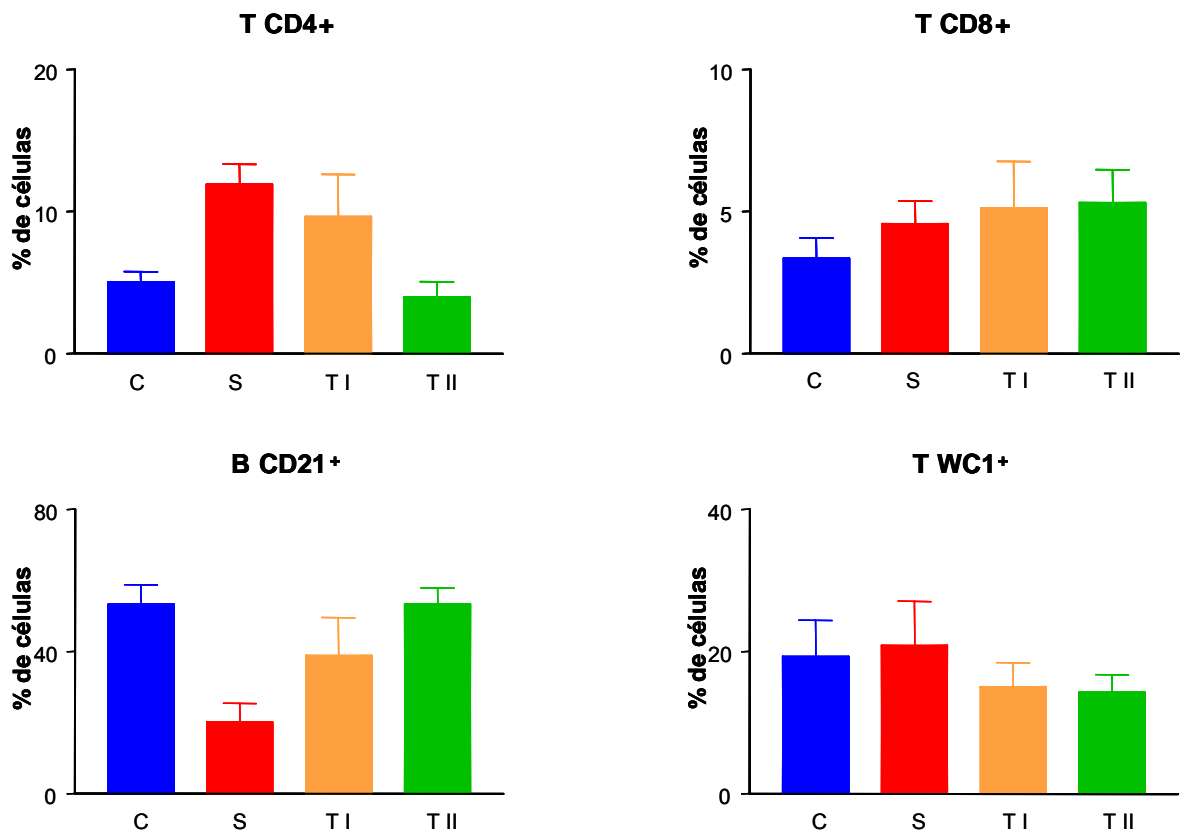 T CD4+
% de células
20
10
0
C S T I T II
T CD8+
% de células
10
5
0
C S T I T II
B CD21+
% de células
80
40
0
C S T I T II
T WC1+
% de células
40
20
0
C S T I T II